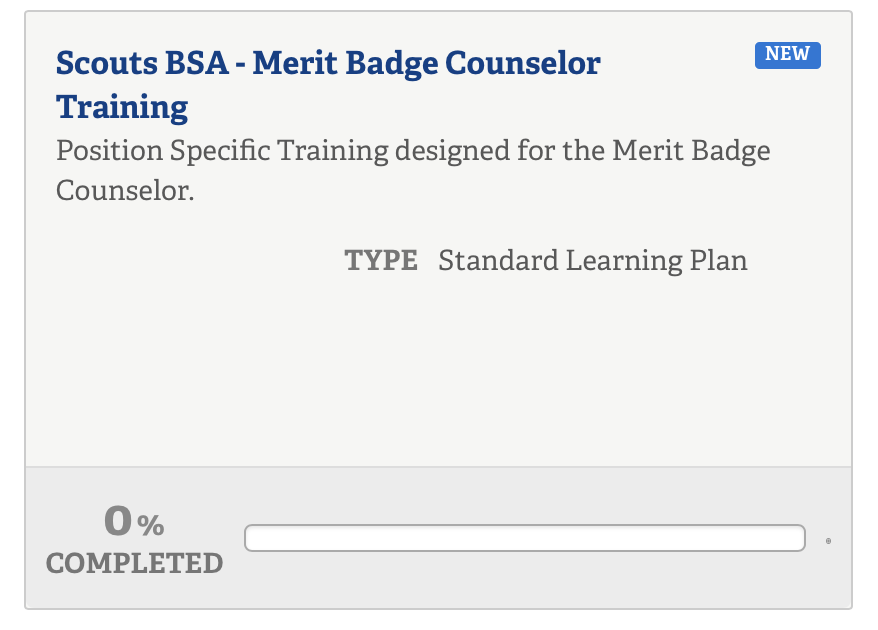 Scouts BSA - Merit Badge Counselor
NEW
Training
Position Specific Training designed for the Merit Badge
Counselor.
TYPE Standard Learning Plan
0%
COMPLETED